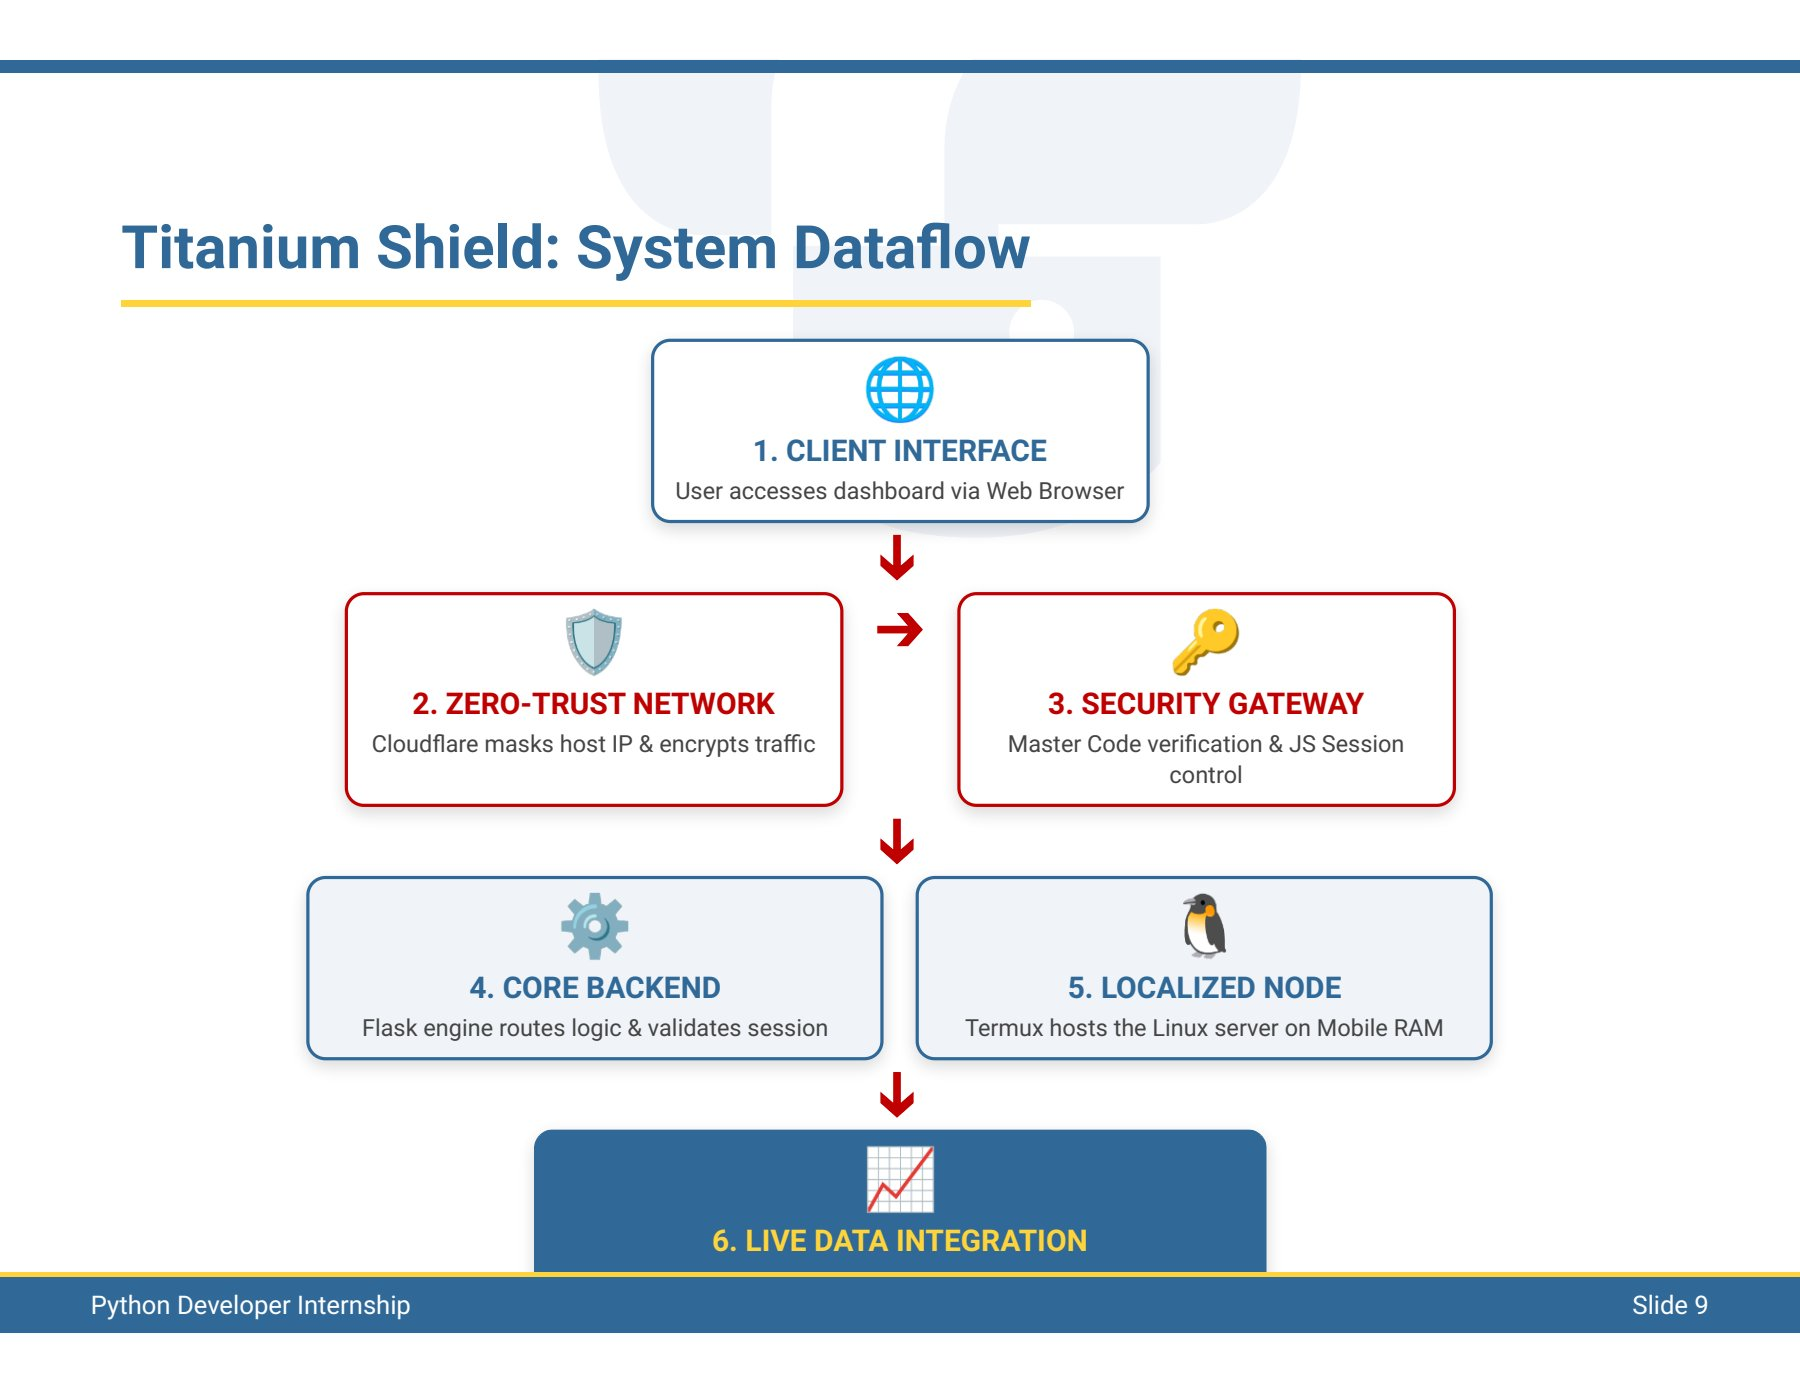 Titanium Shield: System Dataflow
1. CLIENT INTERFACE
User accesses dashboard via Web Browser
2. ZERO-TRUST NETWORK
Cloudflare masks host IP & encrypts traffic
3. SECURITY GATEWAY
Master Code verification & JS Session
control
4. CORE BACKEND
Flask engine routes logic & validates session
5. LOCALIZED NODE
Termux hosts the Linux server on Mobile RAM
6. LIVE DATA INTEGRATION
Python Developer Internship
Slide 9